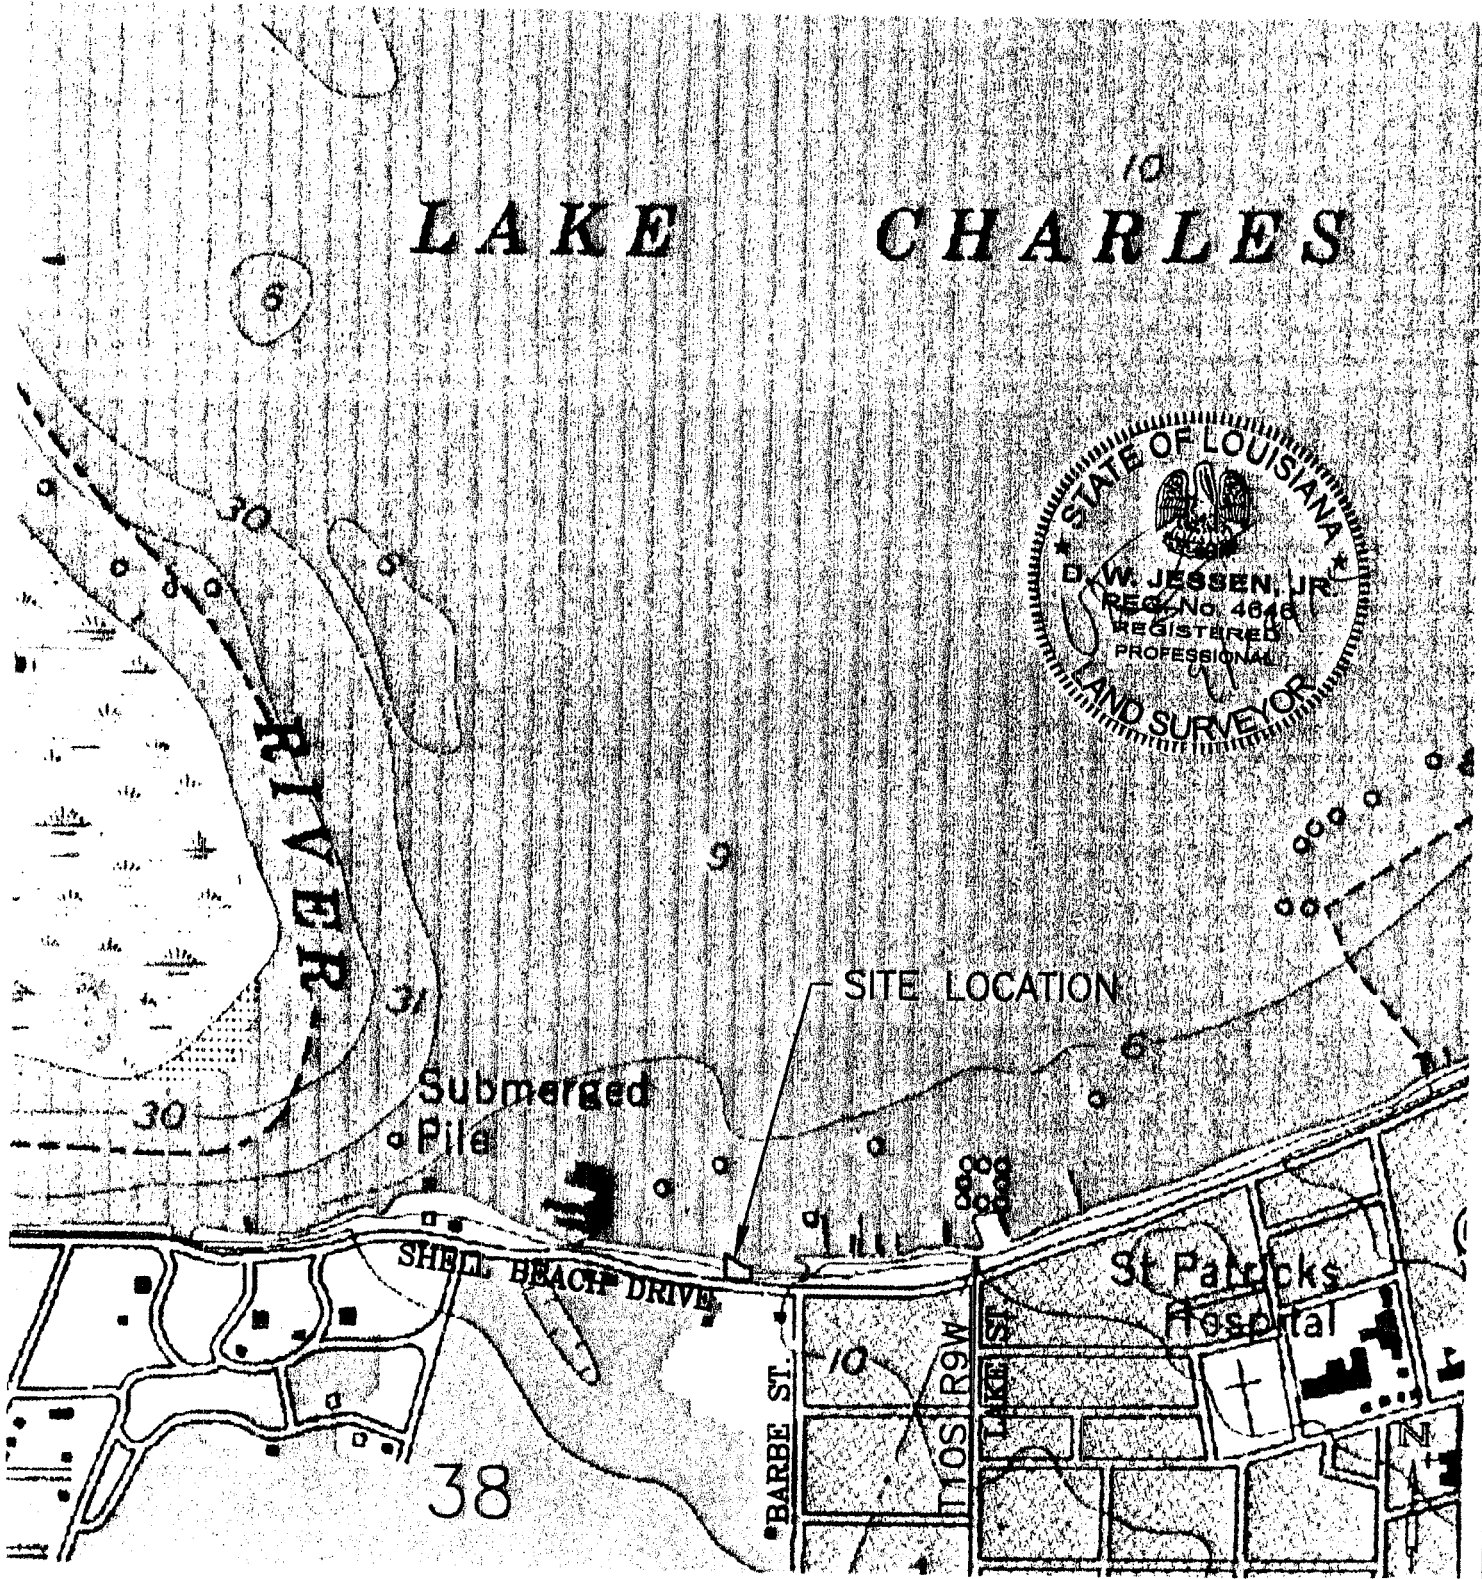 10
LAKE CHARLES
6
STATE OF LOUISIANA
D. W. JESSEN, JR.
REG. No. 4646
REGISTERED
PROFESSIONAL
LAND SURVEYOR
30
RIVER
9
SITE LOCATION
31
6
Submerged
Pile
30
SHELL BEACH DRIVE
St Patricks
Hospital
10
BARBE ST.
T10S R9W
LAKE ST
N
38